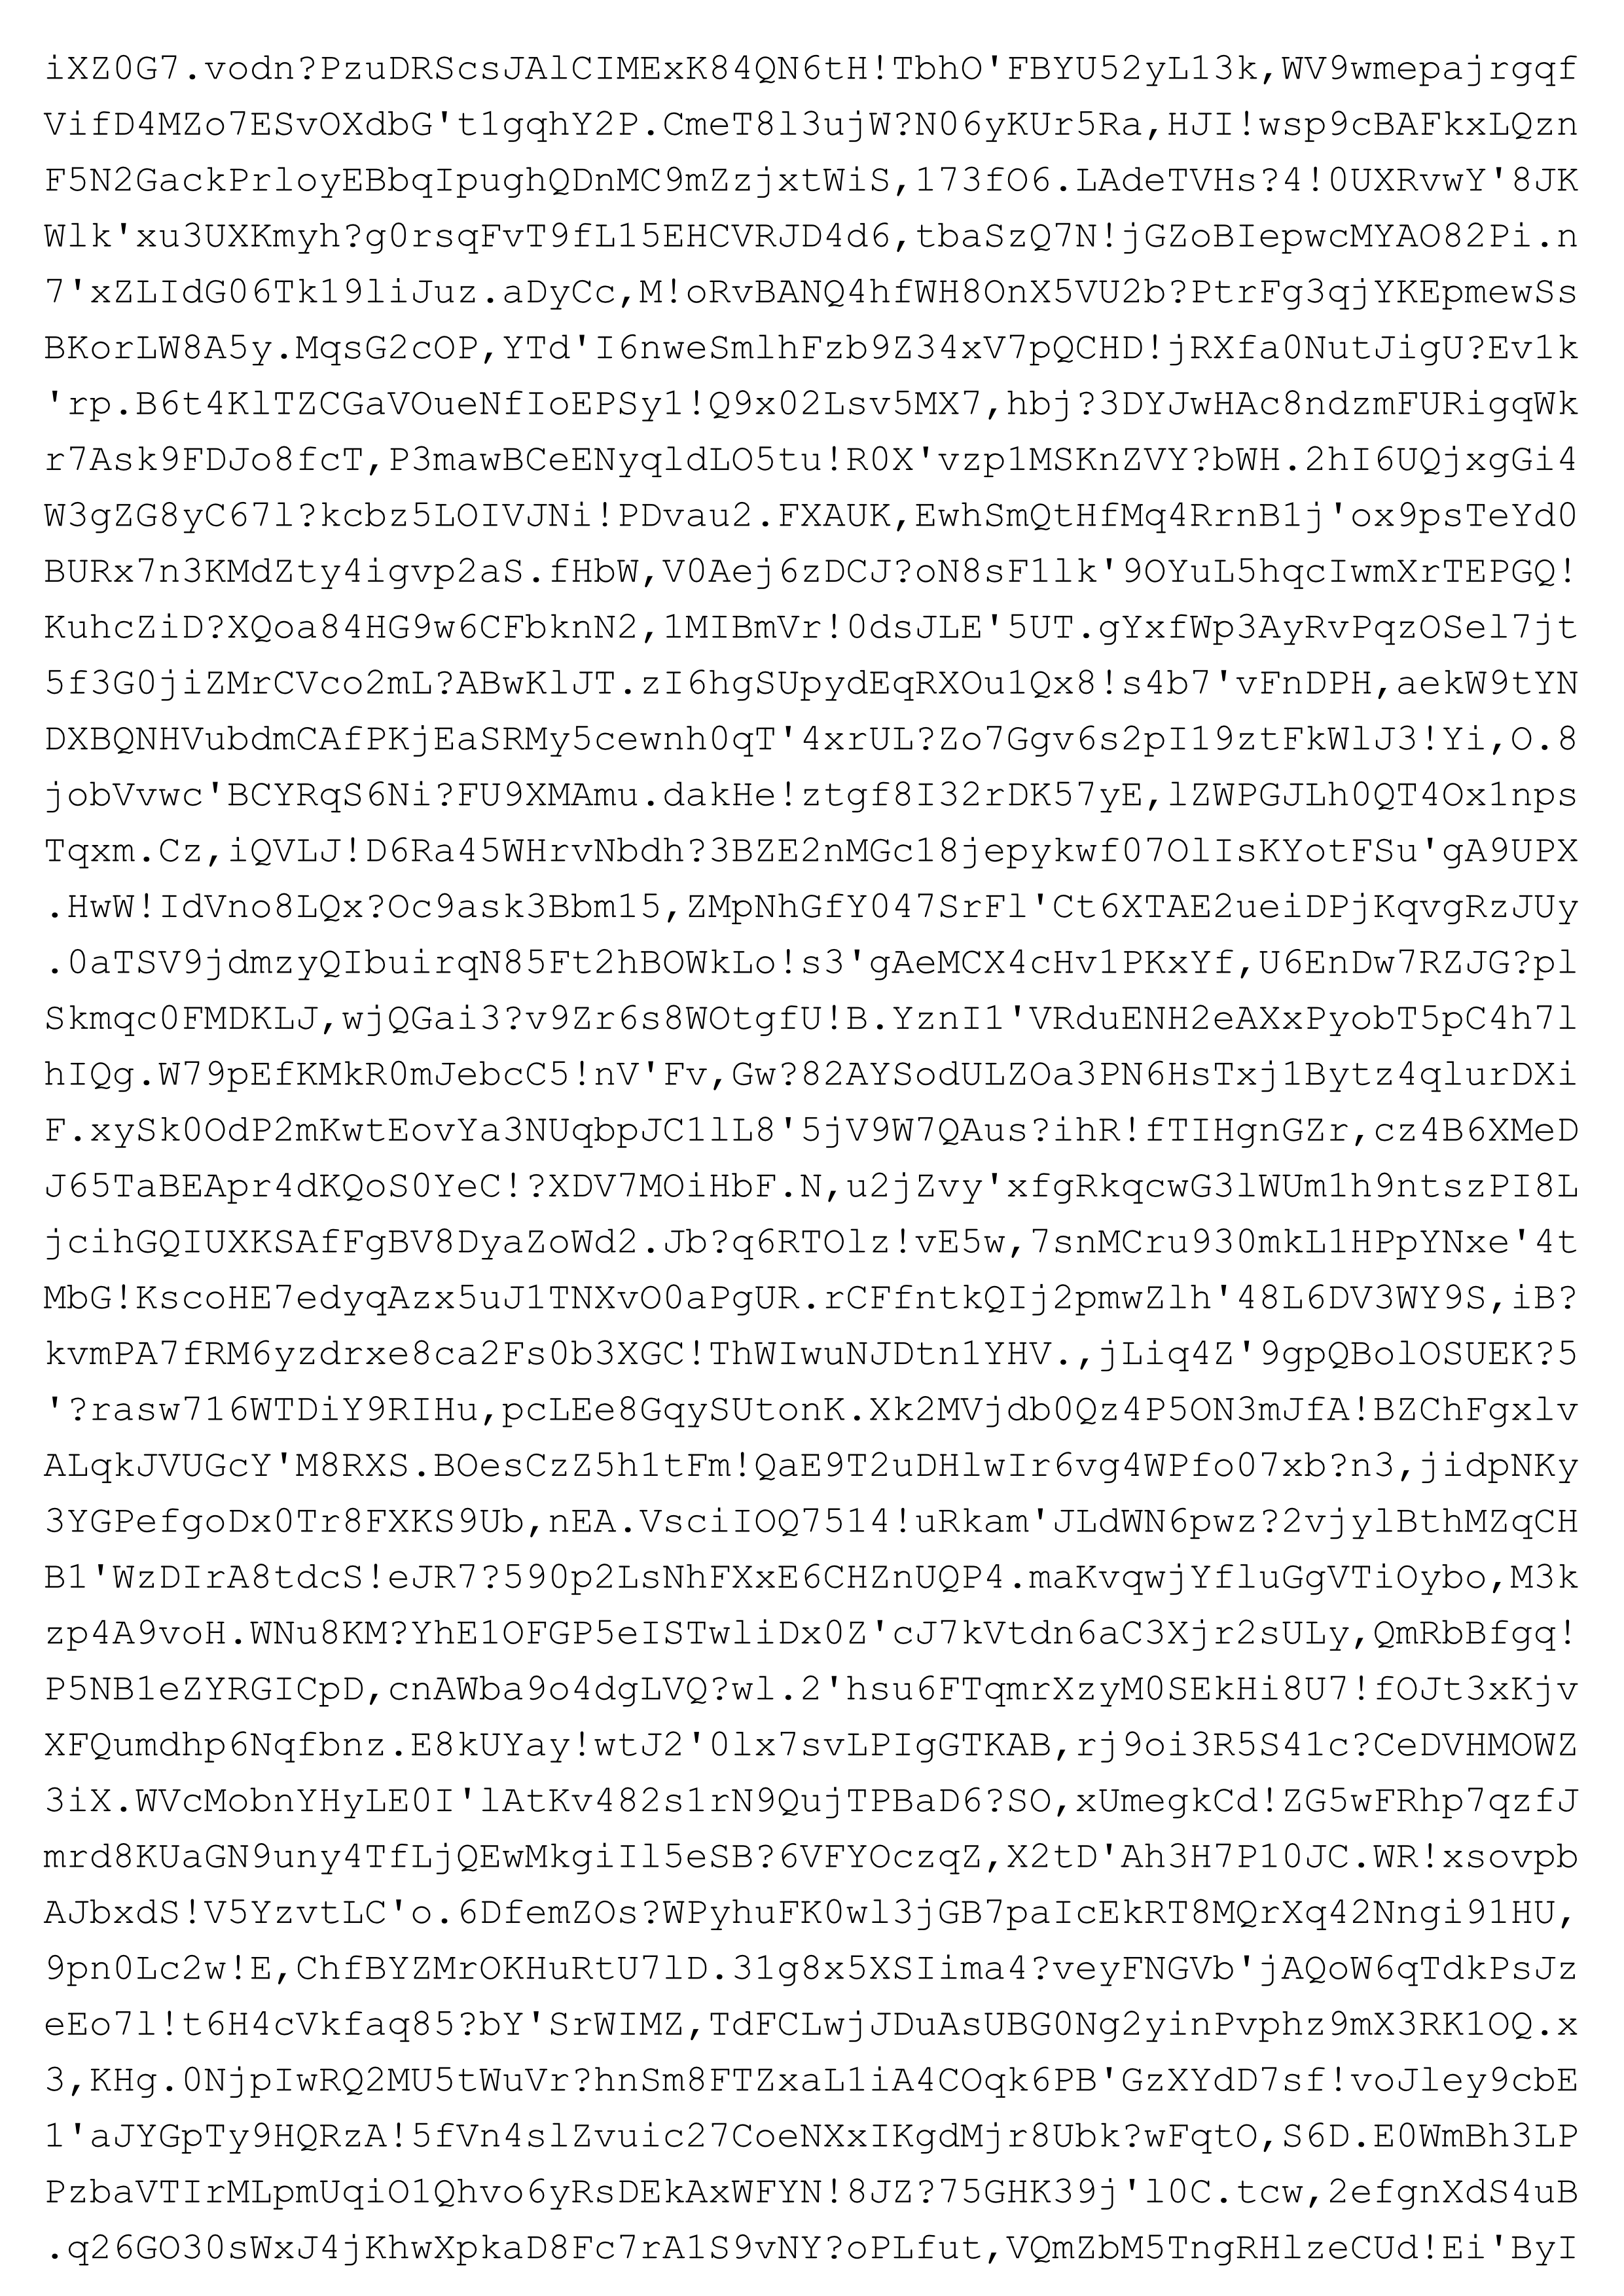 iXZ0G7.vodn?PzuDRScsJAlCIMExK84QN6tH!TbhO'FBYU52yL13k,WV9wmepajrgqf
VifD4MZo7ESvOXdbG't1gqhY2P.CmeT8l3ujW?N06yKUr5Ra,HJI!wsp9cBAFkxLQzn
F5N2GackPrloyEBbqIpughQDnMC9mZzjxtWiS,173fO6.LAdeTVHs?4!0UXRvwY'8JK
Wlk'xu3UXKmyh?g0rsqFvT9fL15EHCVRJD4d6,tbaSzQ7N!jGZoBIepwcMYAO82Pi.n
7'xZLIdG06Tk19liJuz.aDyCc,M!oRvBANQ4hfWH8OnX5VU2b?PtrFg3qjYKEpmewSs
BKorLW8A5y.MqsG2cOP,YTd'I6nweSmlhFzb9Z34xV7pQCHD!jRXfa0NutJigU?Ev1k
'rp.B6t4KlTZCGaVOueNfIoEPSy1!Q9x02Lsv5MX7,hbj?3DYJwHAc8ndzmFURigqWk
r7Ask9FDJo8fcT,P3mawBCeENyqldLO5tu!R0X'vzp1MSKnZVY?bWH.2hI6UQjxgGi4
W3gZG8yC67l?kcbz5LOIVJNi!PDvau2.FXAUK,EwhSmQtHfMq4RrnB1j'ox9psTeYd0
BURx7n3KMdZty4igvp2aS.fHbW,V0Aej6zDCJ?oN8sF1lk'9OYuL5hqcIwmXrTEPGQ!
KuhcZiD?XQoa84HG9w6CFbknN2,1MIBmVr!0dsJLE'5UT.gYxfWp3AyRvPqzOSel7jt
5f3G0jiZMrCVco2mL?ABwKlJT.zI6hgSUpydEqRXOu1Qx8!s4b7'vFnDPH,aekW9tYN
DXBQNHVubdmCAfPKjEaSRMy5cewnh0qT'4xrUL?Zo7Ggv6s2pI19ztFkWlJ3!Yi,O.8
jobVvwc'BCYRqS6Ni?FU9XMAmu.dakHe!ztgf8I32rDK57yE,lZWPGJLh0QT4Ox1nps
Tqxm.Cz,iQVLJ!D6Ra45WHrvNbdh?3BZE2nMGc18jepykwf07OlIsKYotFSu'gA9UPX
.HwW!IdVno8LQx?Oc9ask3Bbm15,ZMpNhGfY047SrFl'Ct6XTAE2ueiDPjKqvgRzJUy
.0aTSV9jdmzyQIbuirqN85Ft2hBOWkLo!s3'gAeMCX4cHv1PKxYf,U6EnDw7RZJG?pl
Skmqc0FMDKLJ,wjQGai3?v9Zr6s8WOtgfU!B.YznI1'VRduENH2eAXxPyobT5pC4h7l
hIQg.W79pEfKMkR0mJebcC5!nV'Fv,Gw?82AYSodULZOa3PN6HsTxj1Bytz4qlurDXi
F.xySk0OdP2mKwtEovYa3NUqbpJC1lL8'5jV9W7QAus?ihR!fTIHgnGZr,cz4B6XMeD
J65TaBEApr4dKQoS0YeC!?XDV7MOiHbF.N,u2jZvy'xfgRkqcwG3lWUm1h9ntszPI8L
jcihGQIUXKSAfFgBV8DyaZoWd2.Jb?q6RTOlz!vE5w,7snMCru930mkL1HPpYNxe'4t
MbG!KscoHE7edyqAzx5uJ1TNXvO0aPgUR.rCFfntkQIj2pmwZlh'48L6DV3WY9S,iB?
kvmPA7fRM6yzdrxe8ca2Fs0b3XGC!ThWIwuNJDtn1YHV.,jLiq4Z'9gpQBolOSUEK?5
'?rasw716WTDiY9RIHu,pcLEe8GqySUtonK.Xk2MVjdb0Qz4P5ON3mJfA!BZChFgxlv
ALqkJVUGcY'M8RXS.BOesCzZ5h1tFm!QaE9T2uDHlwIr6vg4WPfo07xb?n3,jidpNKy
3YGPefgoDx0Tr8FXKS9Ub,nEA.VsciIOQ7514!uRkam'JLdWN6pwz?2vjylBthMZqCH
B1'WzDIrA8tdcS!eJR7?590p2LsNhFXxE6CHZnUQP4.maKvqwjYfluGgVTiOybo,M3k
zp4A9voH.WNu8KM?YhE1OFGP5eISTwliDx0Z'cJ7kVtdn6aC3Xjr2sULy,QmRbBfgq!
P5NB1eZYRGICpD,cnAWba9o4dgLVQ?wl.2'hsu6FTqmrXzyM0SEkHi8U7!fOJt3xKjv
XFQumdhp6Nqfbnz.E8kUYay!wtJ2'0lx7svLPIgGTKAB,rj9oi3R5S41c?CeDVHMOWZ
3iX.WVcMobnYHyLE0I'lAtKv482s1rN9QujTPBaD6?SO,xUmegkCd!ZG5wFRhp7qzfJ
mrd8KUaGN9uny4TfLjQEwMkgiIl5eSB?6VFYOczqZ,X2tD'Ah3H7P10JC.WR!xsovpb
AJbxdS!V5YzvtLC'o.6DfemZOs?WPyhuFK0wl3jGB7paIcEkRT8MQrXq42Nngi91HU,
9pn0Lc2w!E,ChfBYZMrOKHuRtU7lD.31g8x5XSIima4?veyFNGVb'jAQoW6qTdkPsJz
eEo7l!t6H4cVkfaq85?bY'SrWIMZ,TdFCLwjJDuAsUBG0Ng2yinPvphz9mX3RK1OQ.x
3,KHg.0NjpIwRQ2MU5tWuVr?hnSm8FTZxaL1iA4COqk6PB'GzXYdD7sf!voJley9cbE
1'aJYGpTy9HQRzA!5fVn4slZvuic27CoeNXxIKgdMjr8Ubk?wFqtO,S6D.E0WmBh3LP
PzbaVTIrMLpmUqiO1Qhvo6yRsDEkAxWFYN!8JZ?75GHK39j'l0C.tcw,2efgnXdS4uB
.q26GO30sWxJ4jKhwXpkaD8Fc7rA1S9vNY?oPLfut,VQmZbM5TngRHlzeCUd!Ei'ByI